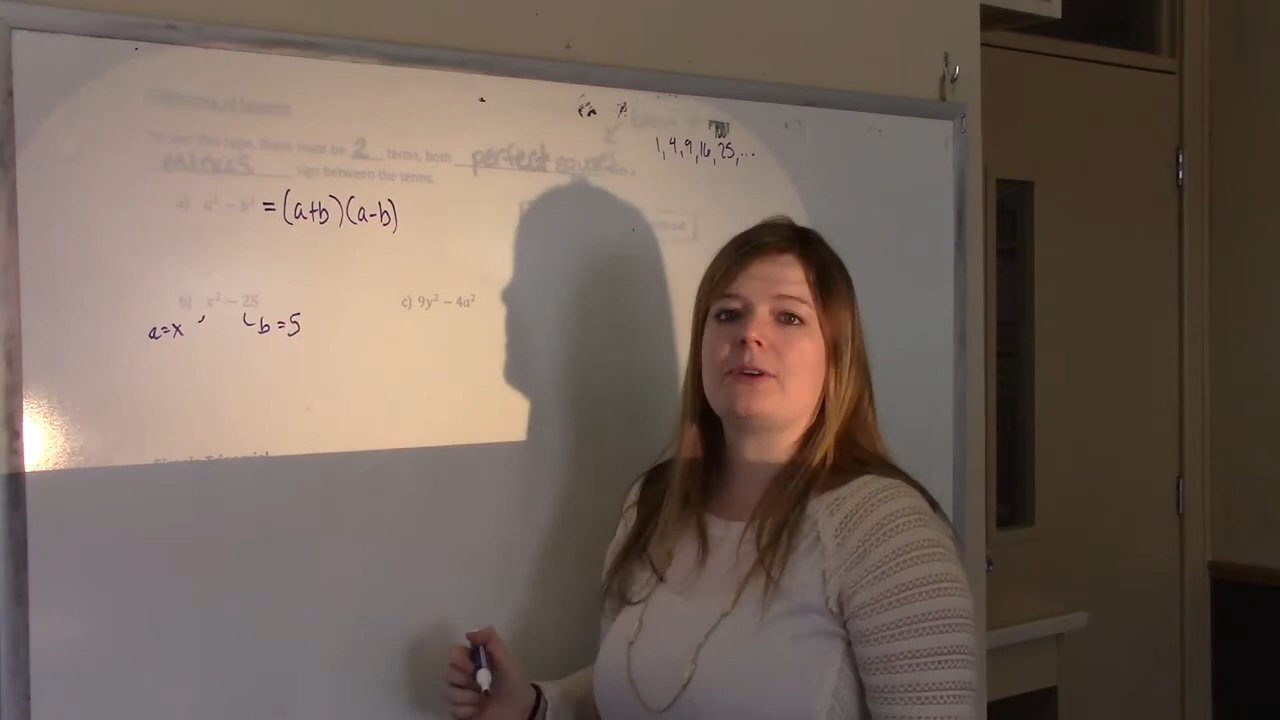 Difference of Squares
To use this type, there must be 2 terms, both perfect squares
1, 4, 9, 16, 25, ...
minus sign between the terms.
a) a² - b² = (a+b)(a-b)
b) x² - 25
c) 9y² - 4a²
a=x
b=5